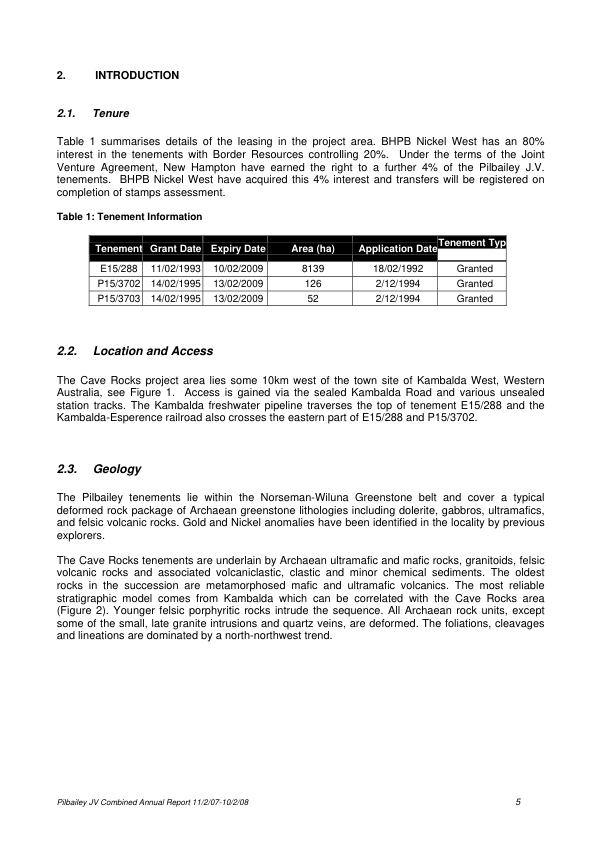 2. INTRODUCTION
2.1. Tenure
Table 1 summarises details of the leasing in the project area. BHPB Nickel West has an 80%
interest in the tenements with Border Resources controlling 20%. Under the terms of the Joint
Venture Agreement, New Hampton have earned the right to a further 4% of the Pilbailey J.V.
tenements. BHPB Nickel West have acquired this 4% interest and transfers will be registered on
completion of stamps assessment.
Table 1: Tenement Information
Tenement Grant Date Expiry Date Area (ha) Application Date Tenement Typ
E15/288 11/02/1993 10/02/2009 8139 18/02/1992 Granted
P15/3702 14/02/1995 13/02/2009 126 2/12/1994 Granted
P15/3703 14/02/1995 13/02/2009 52 2/12/1994 Granted
2.2. Location and Access
The Cave Rocks project area lies some 10km west of the town site of Kambalda West, Western
Australia, see Figure 1. Access is gained via the sealed Kambalda Road and various unsealed
station tracks. The Kambalda freshwater pipeline traverses the top of tenement E15/288 and the
Kambalda-Esperence railroad also crosses the eastern part of E15/288 and P15/3702.
2.3. Geology
The Pilbailey tenements lie within the Norseman-Wiluna Greenstone belt and cover a typical
deformed rock package of Archaean greenstone lithologies including dolerite, gabbros, ultramafics,
and felsic volcanic rocks. Gold and Nickel anomalies have been identified in the locality by previous
explorers.
The Cave Rocks tenements are underlain by Archaean ultramafic and mafic rocks, granitoids, felsic
volcanic rocks and associated volcaniclastic, clastic and minor chemical sediments. The oldest
rocks in the succession are metamorphosed mafic and ultramafic volcanics. The most reliable
stratigraphic model comes from Kambalda which can be correlated with the Cave Rocks area
(Figure 2). Younger felsic porphyritic rocks intrude the sequence. All Archaean rock units, except
some of the small, late granite intrusions and quartz veins, are deformed. The foliations, cleavages
and lineations are dominated by a north-northwest trend.
Pilbailey JV Combined Annual Report 11/2/07-10/2/08 5